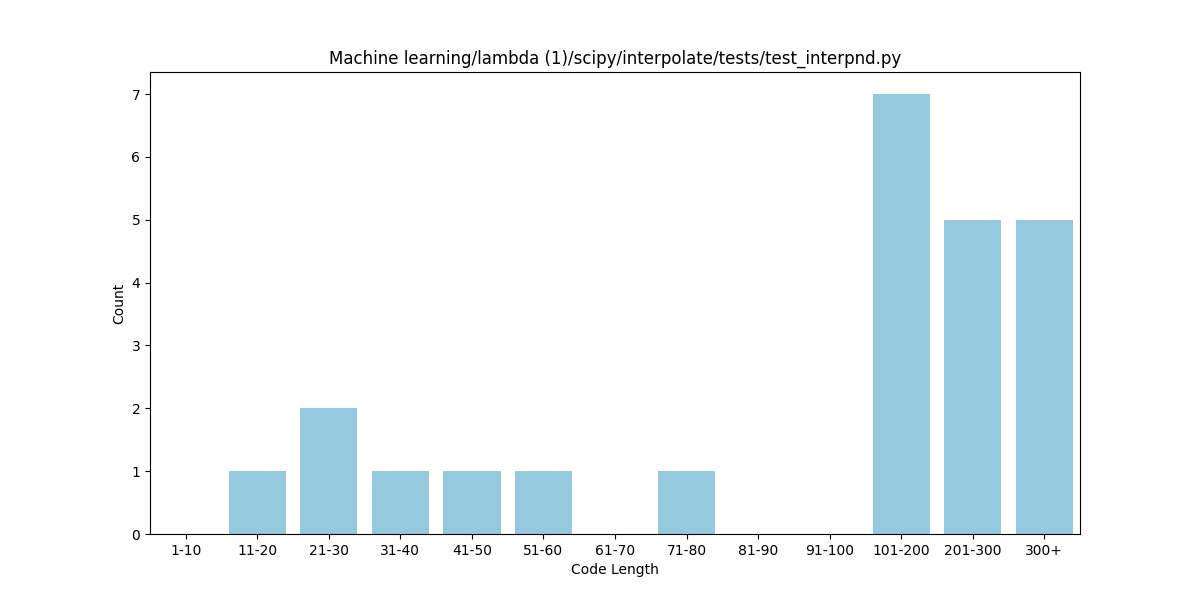 Machine learning/lambda (1)/scipy/interpolate/tests/test_interpnd.py
7
6
5
4
3
2
1
0
Count
1-10 11-20 21-30 31-40 41-50 51-60 61-70 71-80 81-90 91-100 101-200 201-300 300+
Code Length